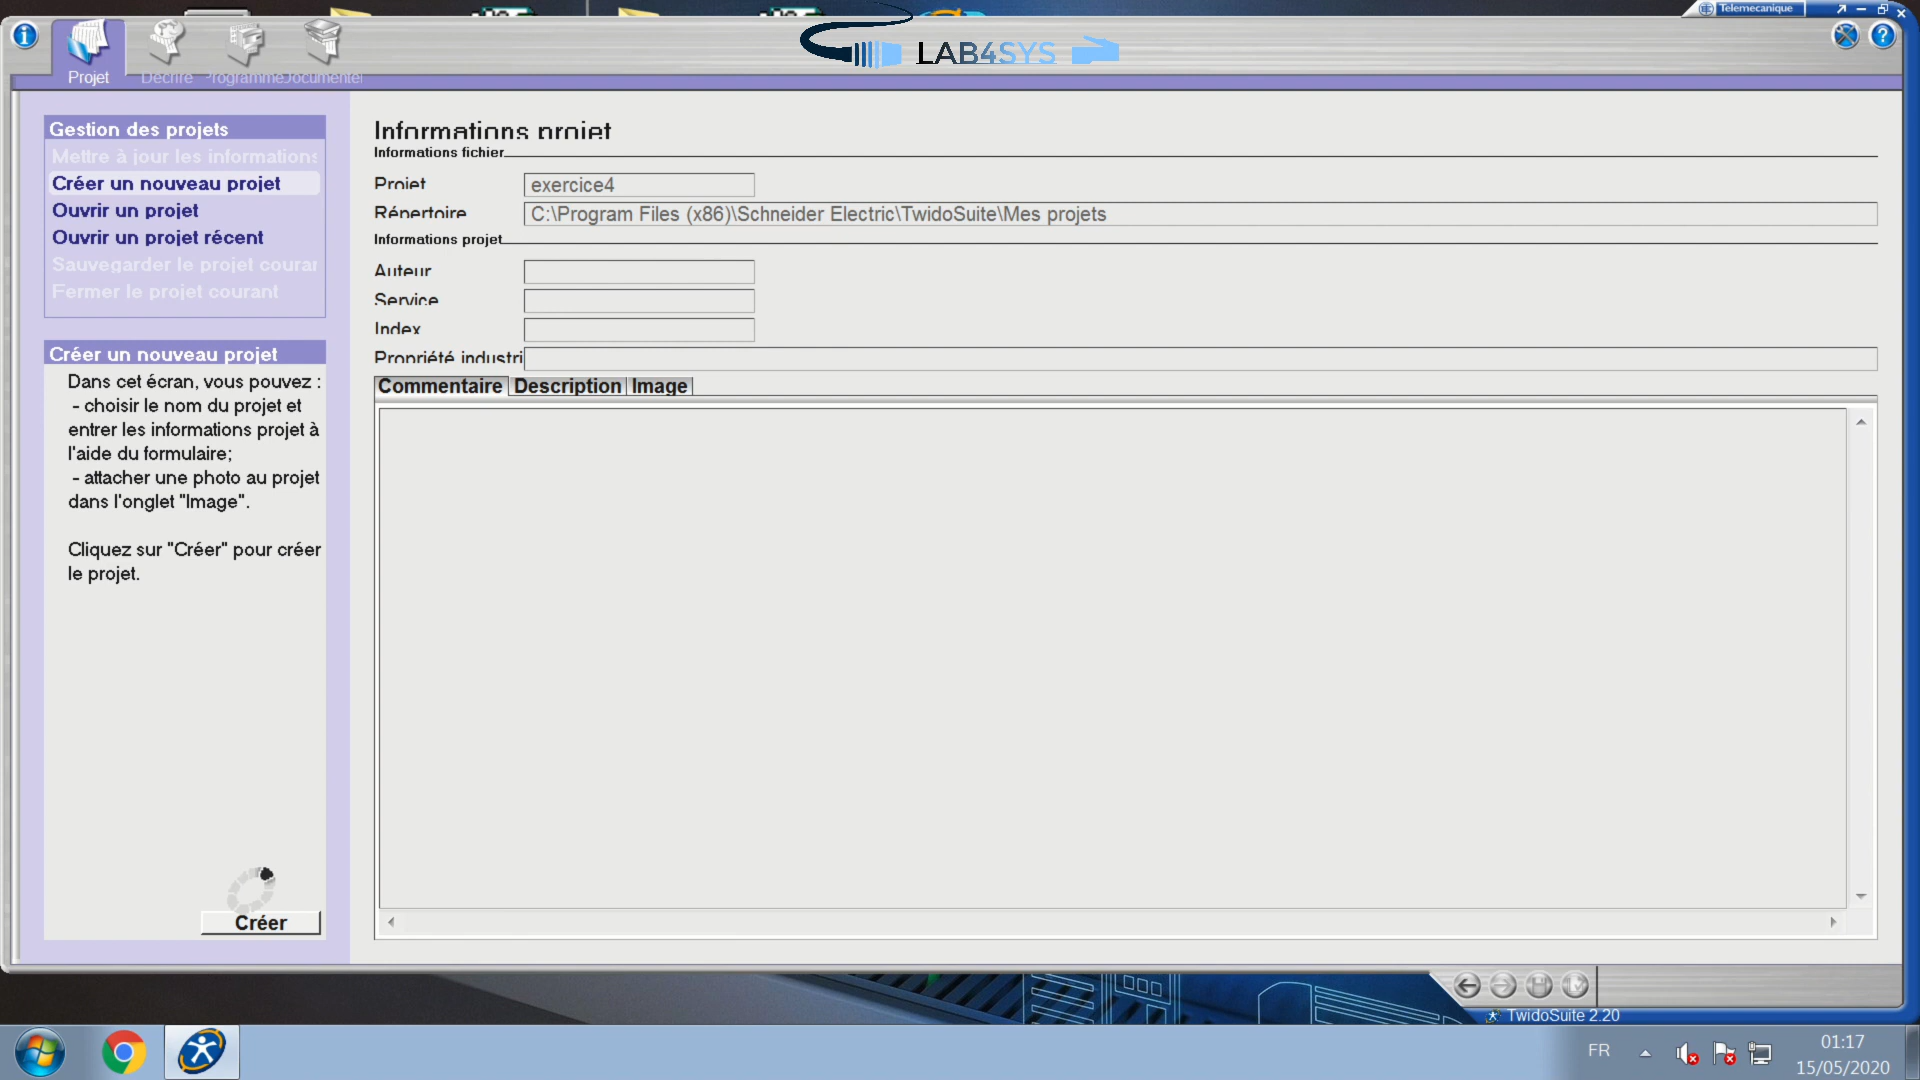 Telemecanique
LAB4SYS
Projet
Décrire
Documenter
Gestion des projets
Mettre à jour les informations
Créer un nouveau projet
Ouvrir un projet
Ouvrir un projet récent
Sauvegarder le projet couran
Fermer le projet courant
Créer un nouveau projet
Dans cet écran, vous pouvez :
- choisir le nom du projet et
entrer les informations projet à
l'aide du formulaire;
- attacher une photo au projet
dans l'onglet "Image".
Cliquez sur "Créer" pour créer
le projet.
Créer
Informations projet
Informations fichier
Projet exercice4
Répertoire C:\Program Files (x86)\Schneider Electric\TwidoSuite\Mes projets
Informations projet
Auteur
Service
Index
Propriété industri
Commentaire Description Image
TwidoSuite 2.20
FR
01:17
15/05/2020